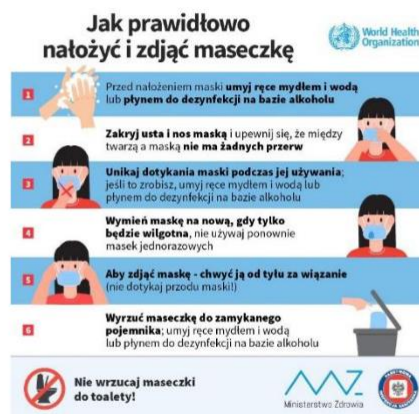 Jak prawidłowo
nałożyć i zdjąć maseczkę
World Health
Organization
1
Przed nałożeniem maski umyj ręce mydłem i wodą
lub płynem do dezynfekcji na bazie alkoholu
2
Zakryj usta i nos maską i upewnij się, że między
twarzą a maską nie ma żadnych przerw
3
Unikaj dotykania maski podczas jej używania;
jeśli to zrobisz, umyj ręce mydłem i wodą lub
płynem do dezynfekcji na bazie alkoholu
4
Wymień maskę na nową, gdy tylko
będzie wilgotna, nie używaj ponownie
masek jednorazowych
5
Aby zdjąć maskę - chwyć ją od tyłu za wiązanie
(nie dotykaj przodu maski!)
6
Wyrzuć maseczkę do zamykanego
pojemnika; umyj ręce mydłem i wodą
lub płynem do dezynfekcji na bazie alkoholu
Nie wrzucaj maseczki
do toalety!
Ministerstwo Zdrowia